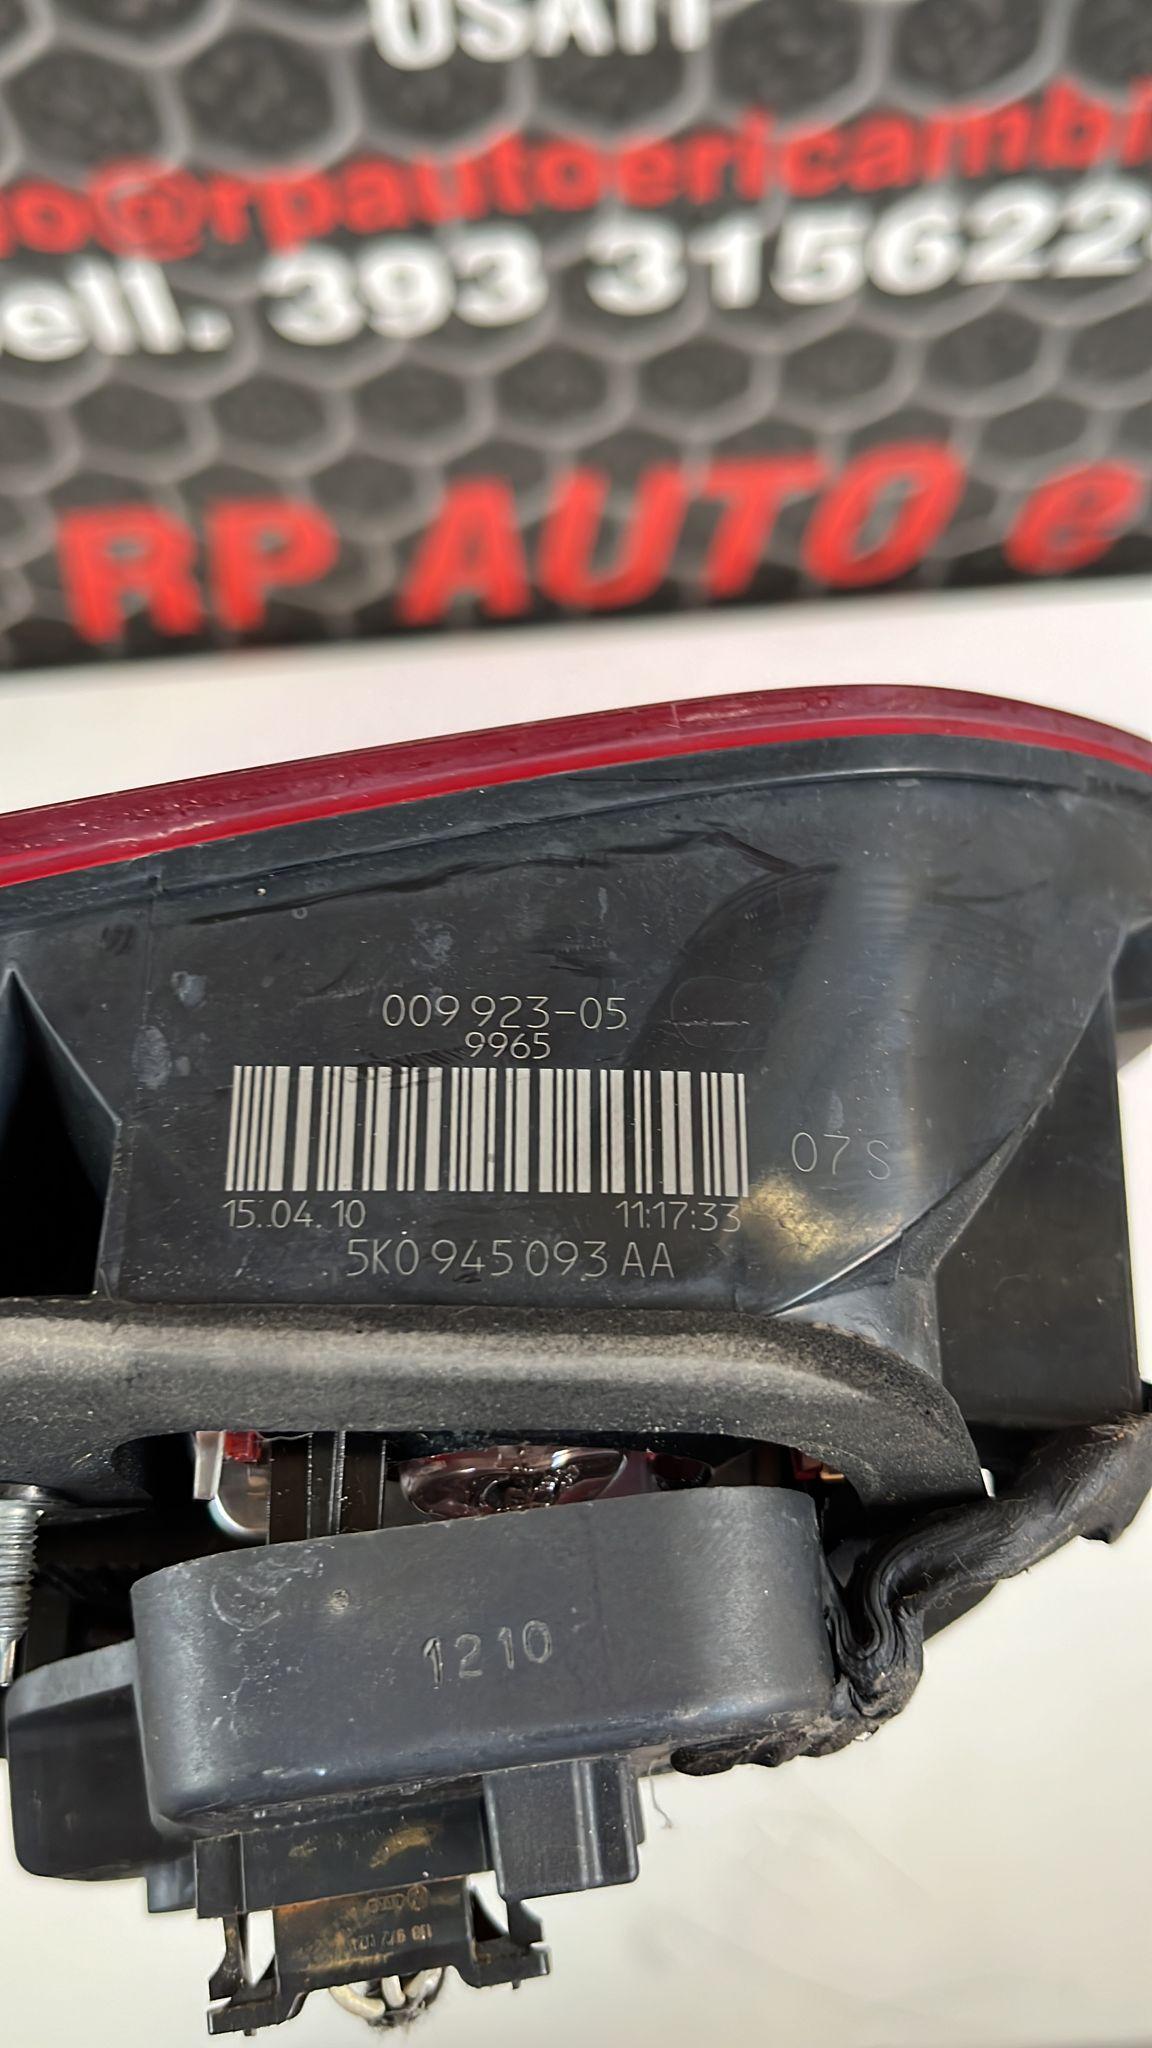 USATI
o@rpautoericambi
ell. 393 315622
RP AUTO e
009 923-05
9965
07 S
15.04.10 11:17:33
5K0 945 093 AA
1210